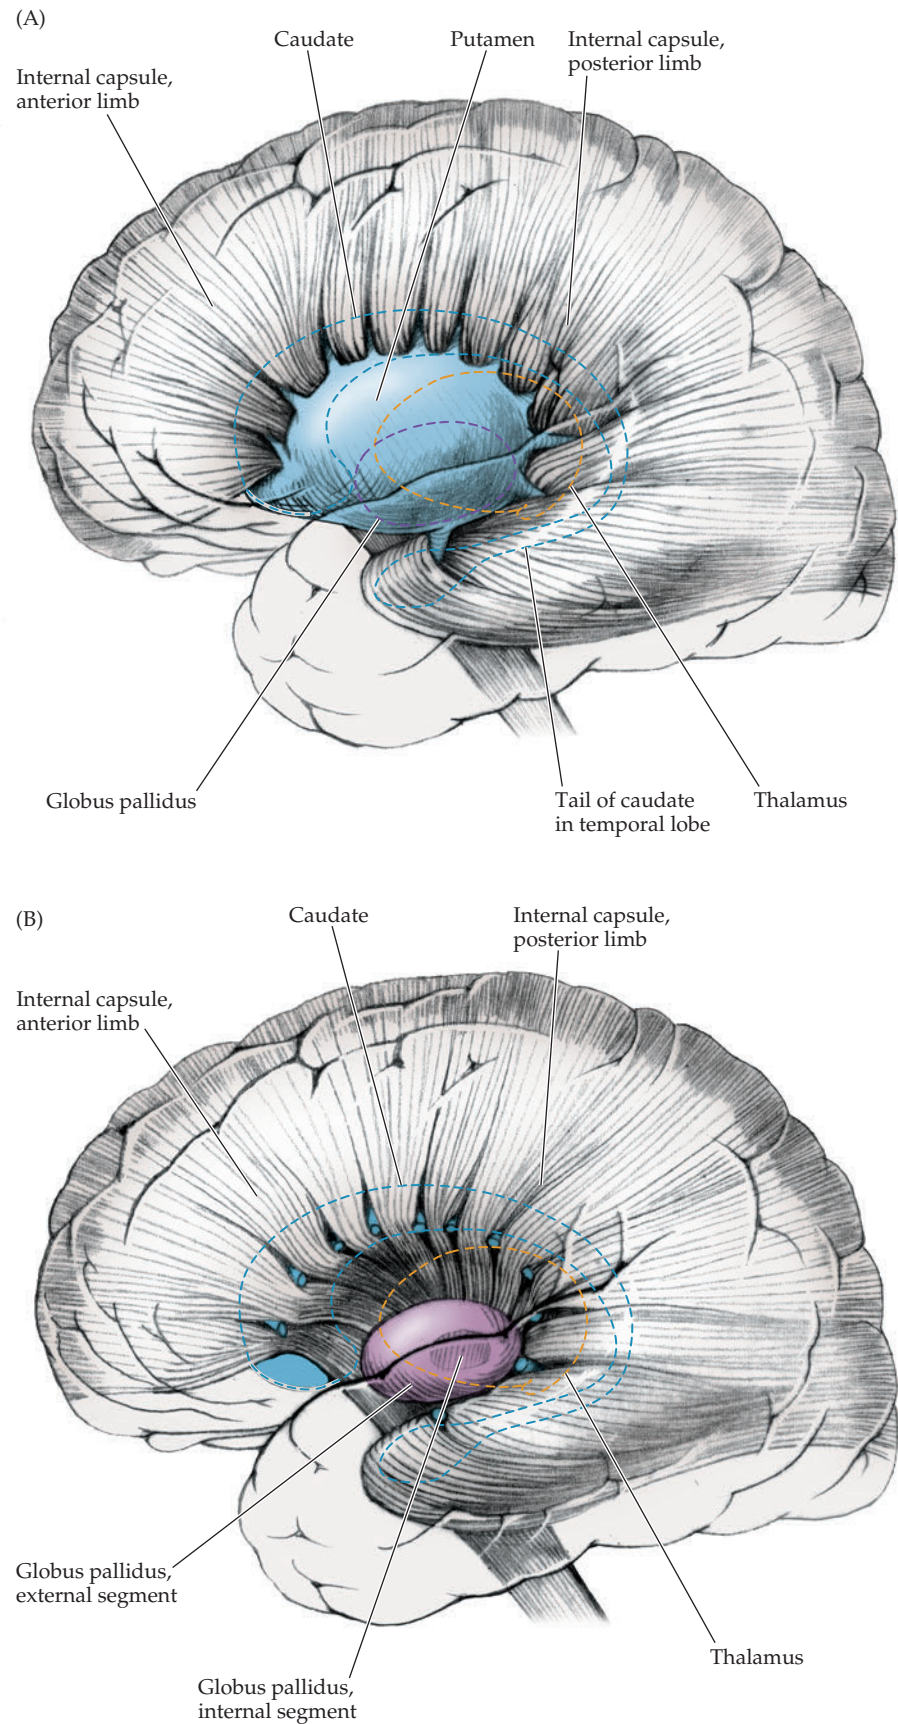 (A)
Caudate
Putamen
Internal capsule,
posterior limb
Internal capsule,
anterior limb
Globus pallidus
Tail of caudate
in temporal lobe
Thalamus
(B)
Caudate
Internal capsule,
posterior limb
Internal capsule,
anterior limb
Globus pallidus,
external segment
Globus pallidus,
internal segment
Thalamus